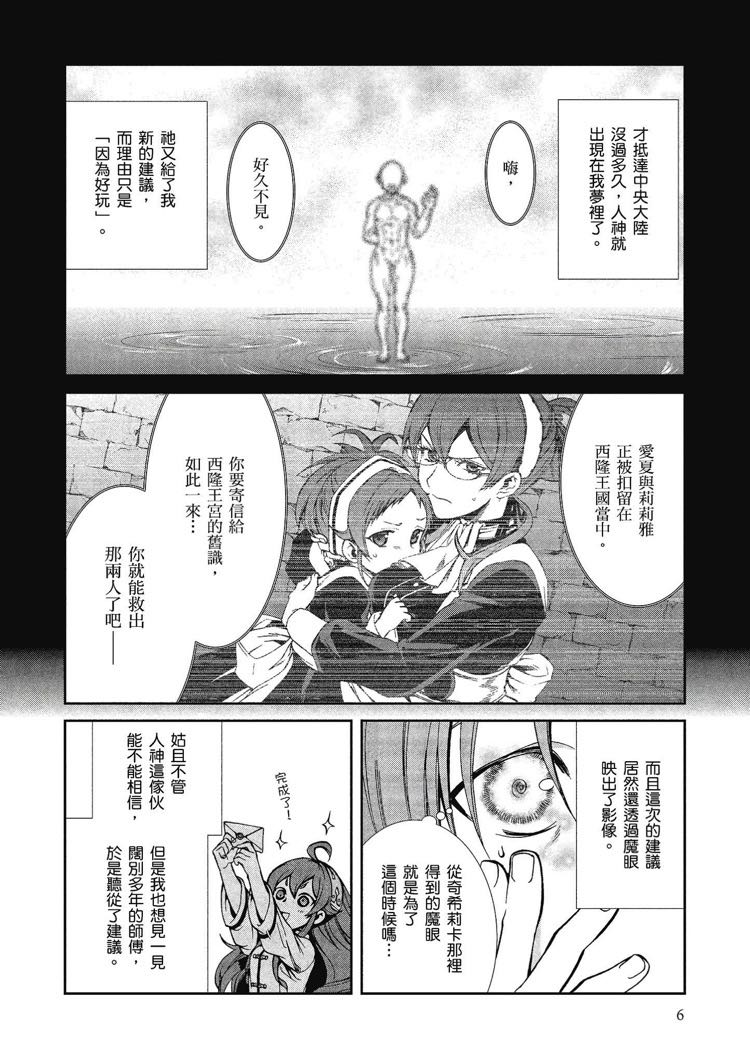 才抵達中央大陸
沒過多久，人神就
出現在我夢裡了。
嗨，
好久不見。
祂又給了我
新的建議，
而理由只是
「因為好玩」。
愛夏與莉莉雅
正被扣留在
西隆王國當中。
你要寄信給
西隆王宮的舊識，
如此一來…
你就能救出
那兩人了吧——
而且這次的建議
居然還透過魔眼
映出了影像。
從奇希莉卡那裡
得到的魔眼
就是為了
這個時候嗎…
完成了！
姑且不管
人神這傢伙
能不能相信，
但是我也想見一見
闊別多年的師傅，
於是聽從了建議。
6